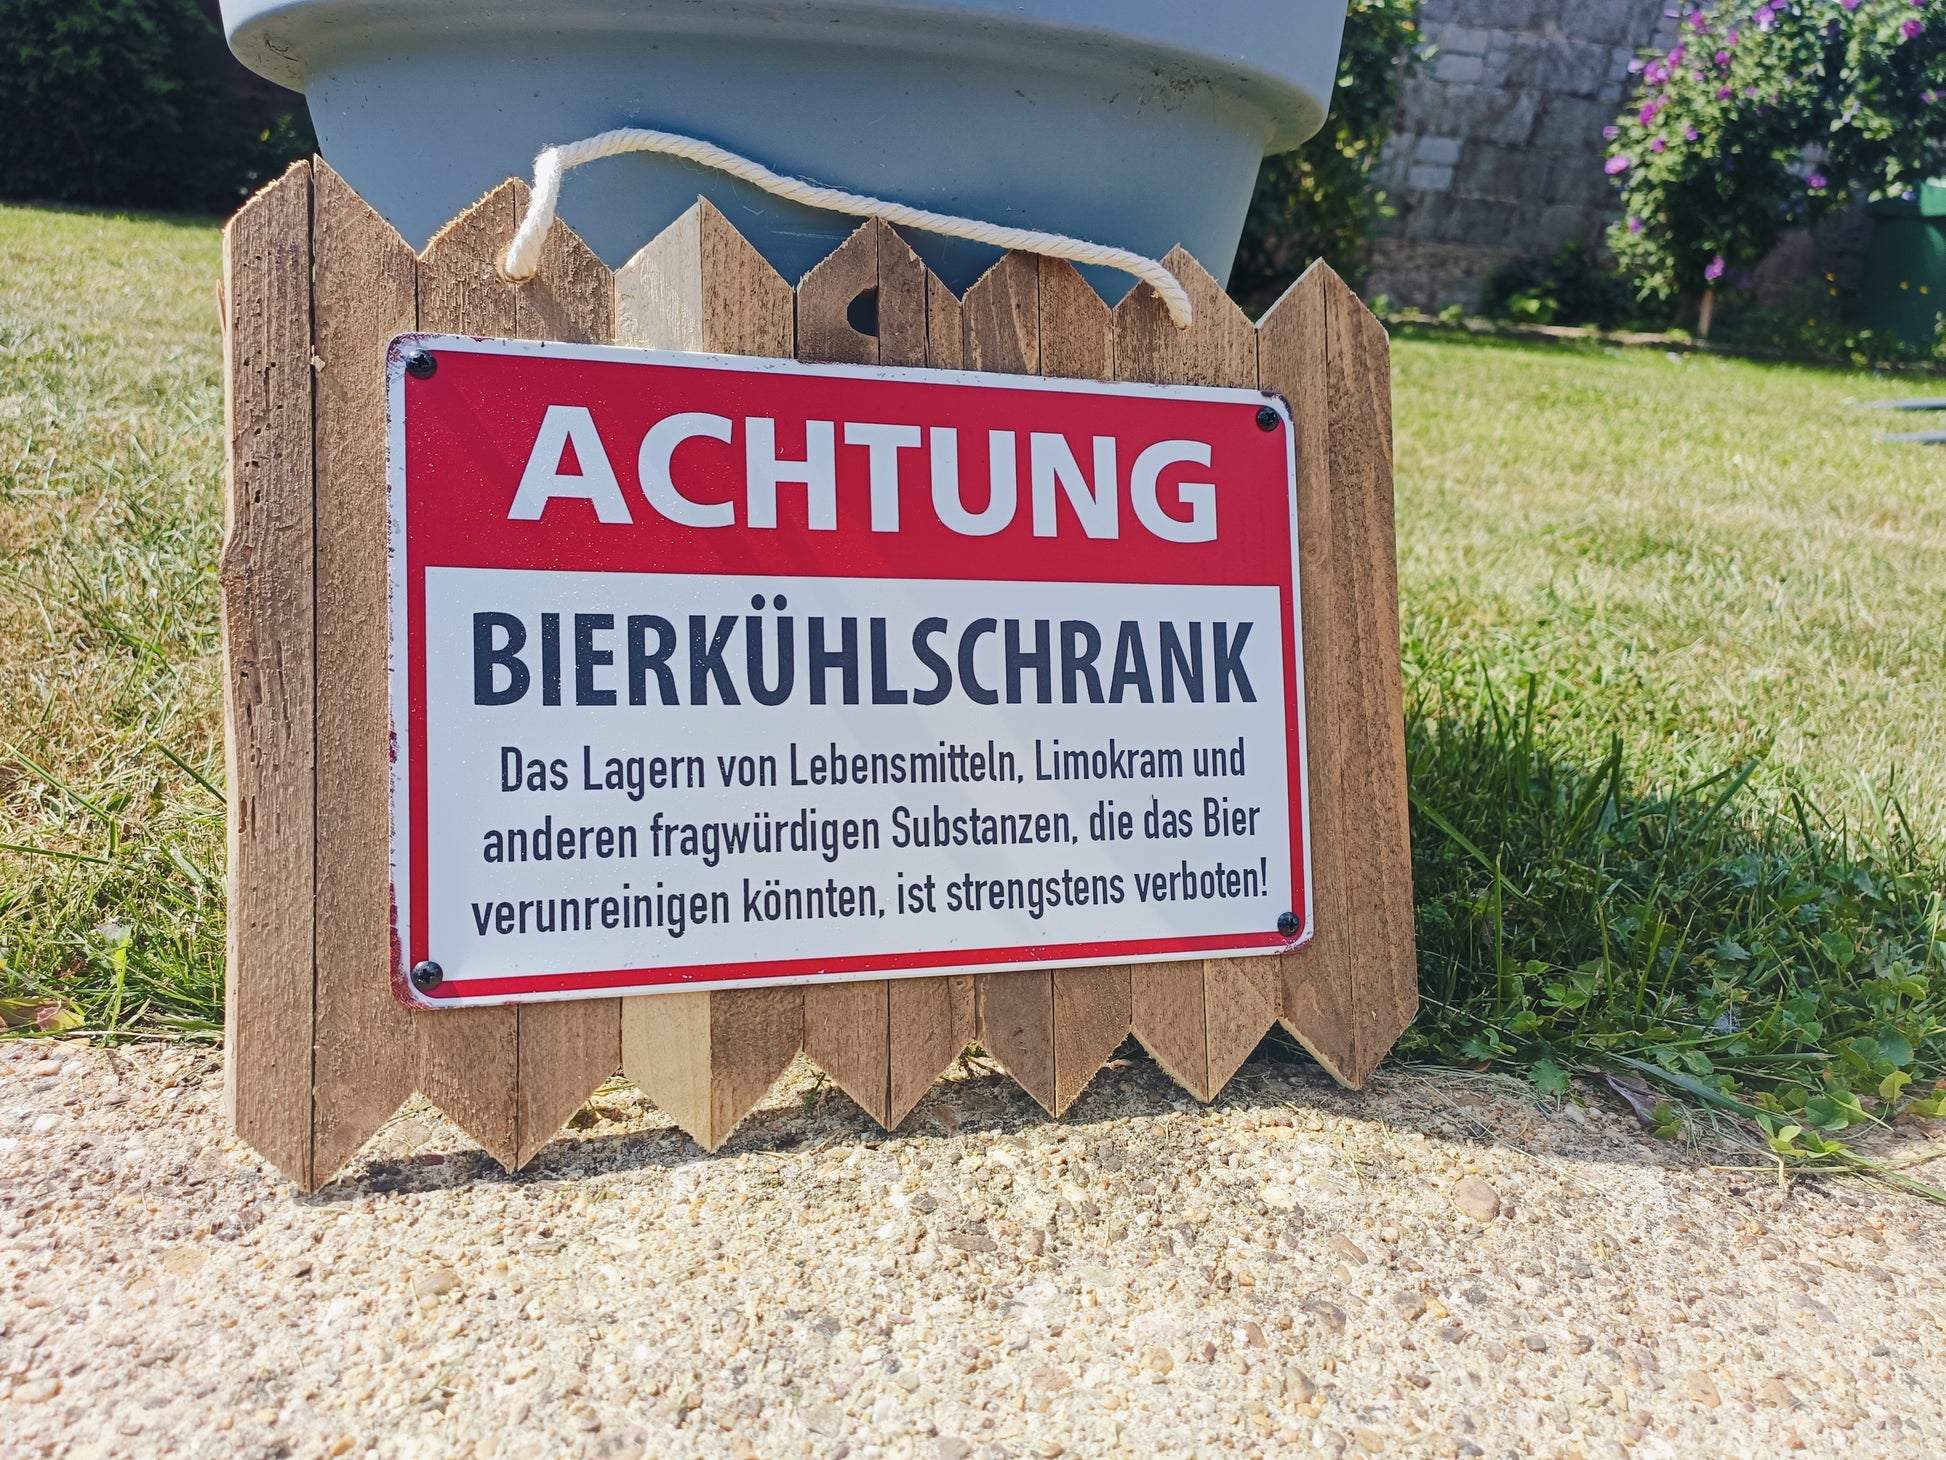 ACHTUNG
BIERKÜHLSCHRANK
Das Lagern von Lebensmitteln, Limokram und
anderen fragwürdigen Substanzen, die das Bier
verunreinigen könnten, ist strengstens verboten!